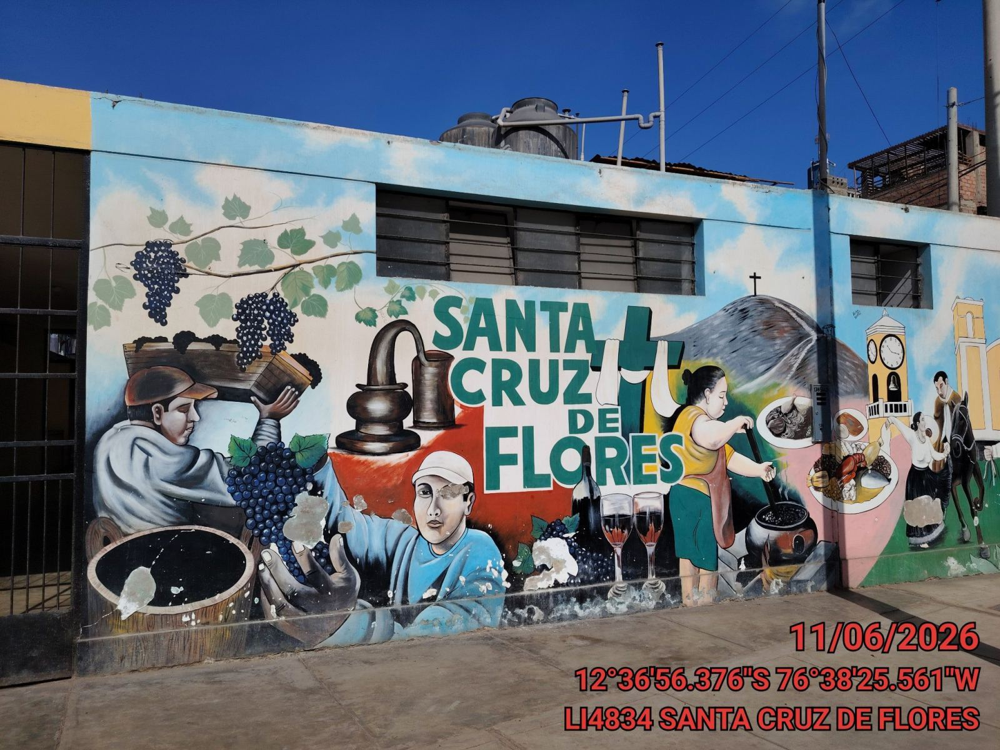 SANTA
CRUZ
DE
FLORES
11/06/2026
12°36'56.376"S 76°38'25.561"W
LI4834 SANTA CRUZ DE FLORES